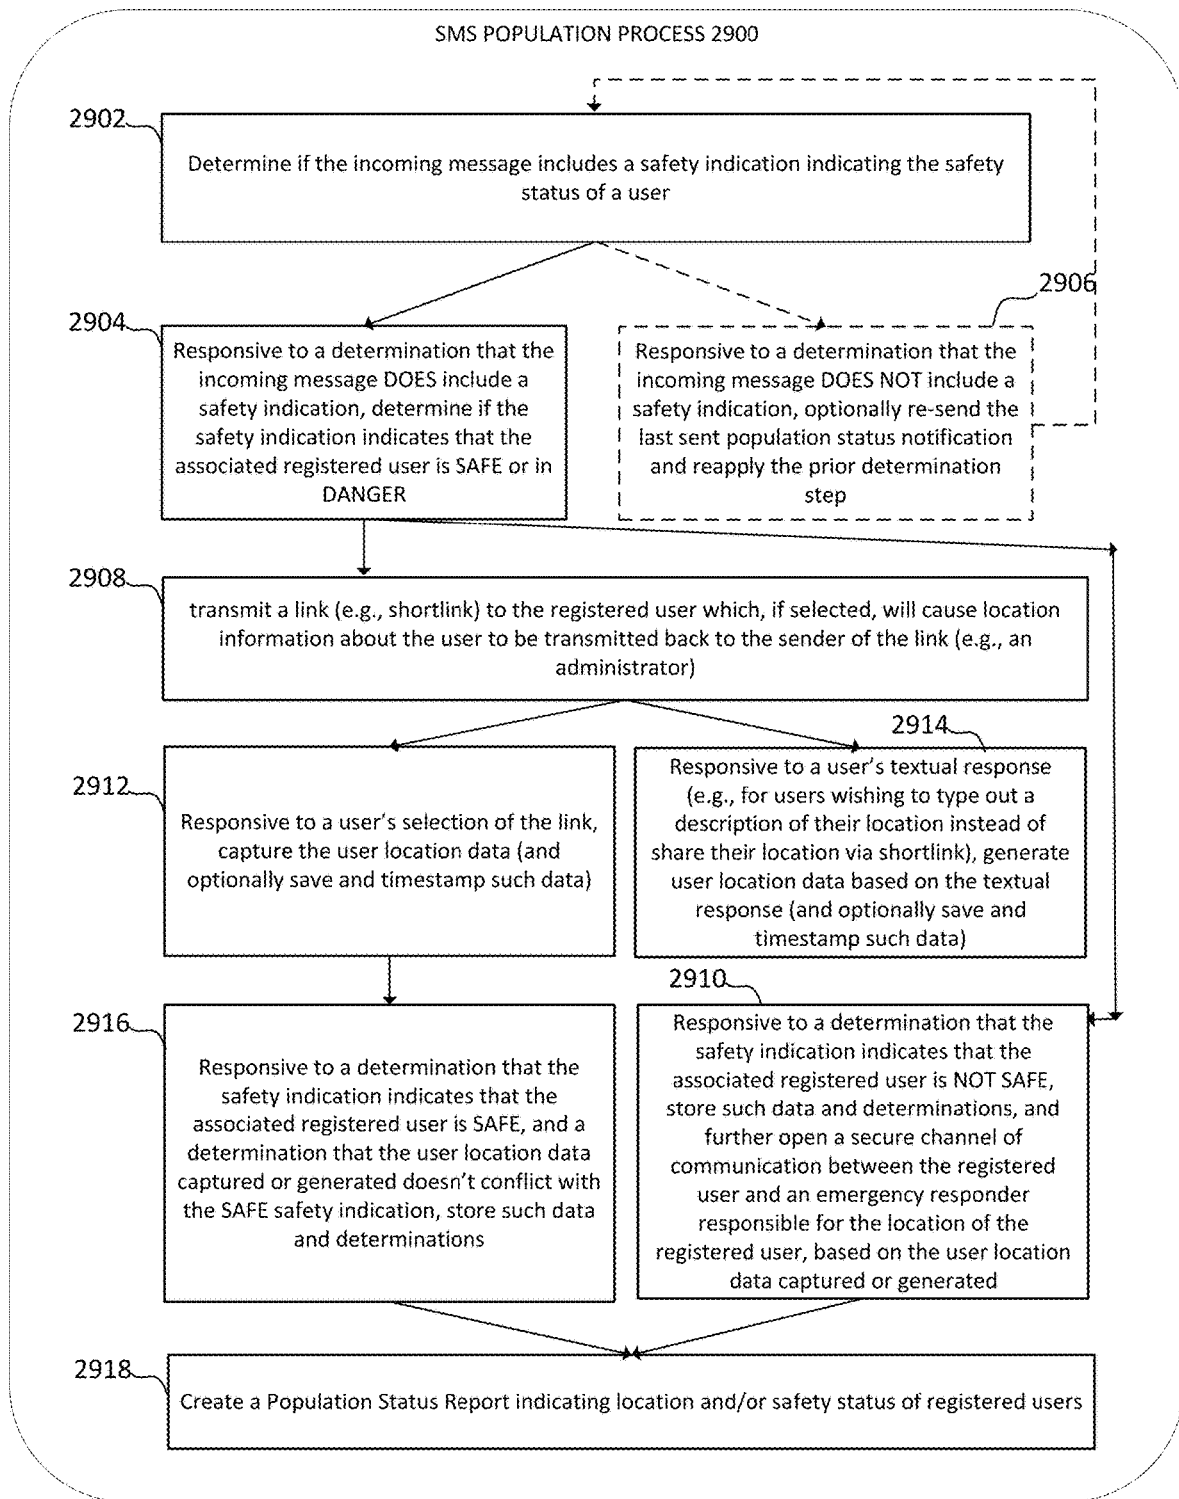 SMS POPULATION PROCESS 2900
2902
Determine if the incoming message includes a safety indication indicating the safety
status of a user
2904
Responsive to a determination that the
incoming message DOES include a
safety indication, determine if the
safety indication indicates that the
associated registered user is SAFE or in
DANGER
2906
Responsive to a determination that the
incoming message DOES NOT include a
safety indication, optionally re-send the
last sent population status notification
and reapply the prior determination
step
2908
transmit a link (e.g., shortlink) to the registered user which, if selected, will cause location
information about the user to be transmitted back to the sender of the link (e.g., an
administrator)
2912
Responsive to a user's selection of the link,
capture the user location data (and
optionally save and timestamp such data)
2914
Responsive to a user's textual response
(e.g., for users wishing to type out a
description of their location instead of
share their location via shortlink), generate
user location data based on the textual
response (and optionally save and
timestamp such data)
2916
Responsive to a determination that the
safety indication indicates that the
associated registered user is SAFE, and a
determination that the user location data
captured or generated doesn't conflict with
the SAFE safety indication, store such data
and determinations
2910
Responsive to a determination that the
safety indication indicates that the
associated registered user is NOT SAFE,
store such data and determinations, and
further open a secure channel of
communication between the registered
user and an emergency responder
responsible for the location of the
registered user, based on the user location
data captured or generated
2918
Create a Population Status Report indicating location and/or safety status of registered users